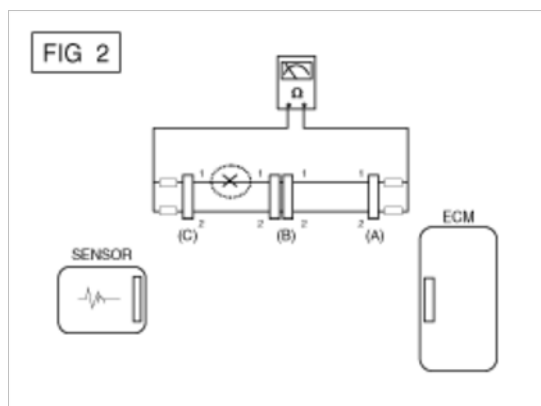 FIG 2
Ω
1 1 1 1
2 2 2 2
(C) (B) (A)
ECM
SENSOR